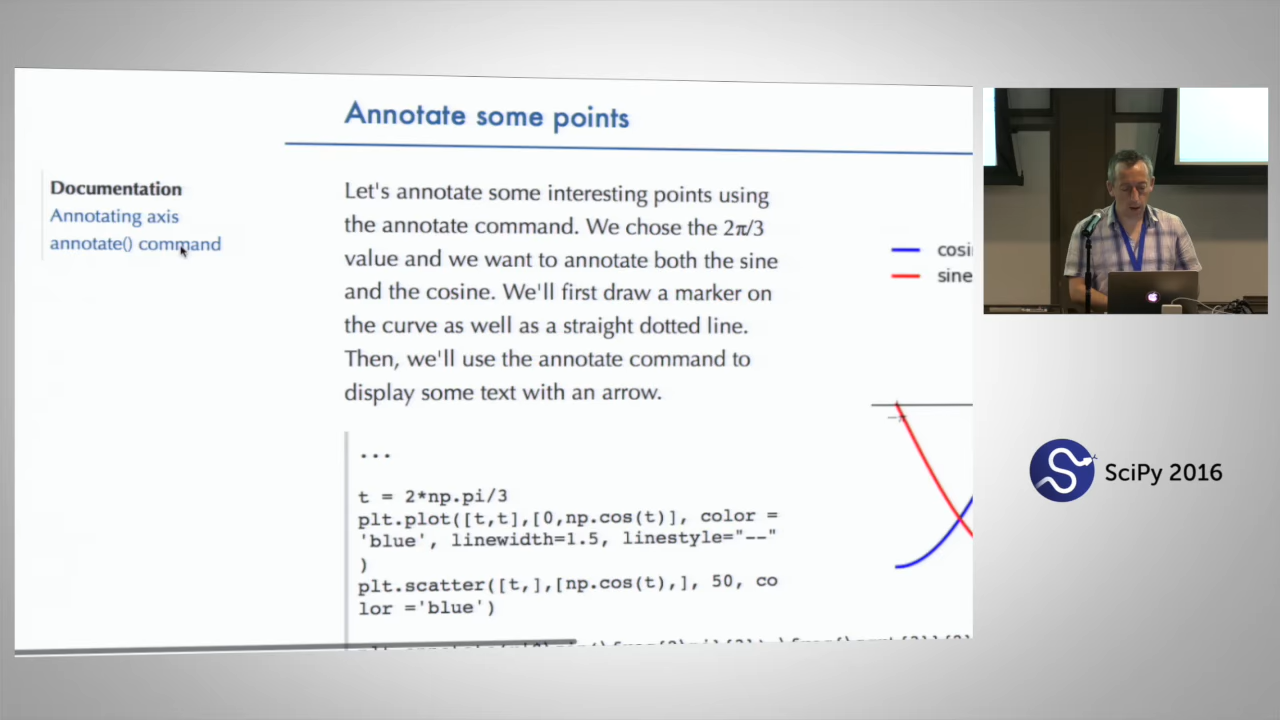 Annotate some points
Documentation
Annotating axis
annotate() command
Let's annotate some interesting points using
the annotate command. We chose the 2π/3
value and we want to annotate both the sine
and the cosine. We'll first draw a marker on
the curve as well as a straight dotted line.
Then, we'll use the annotate command to
display some text with an arrow.
...
t = 2*np.pi/3
plt.plot([t,t],[0,np.cos(t)], color =
'blue', linewidth=1.5, linestyle="--"
)
plt.scatter([t,],[np.cos(t),], 50, co
lor ='blue')
cosi
sine
SciPy 2016